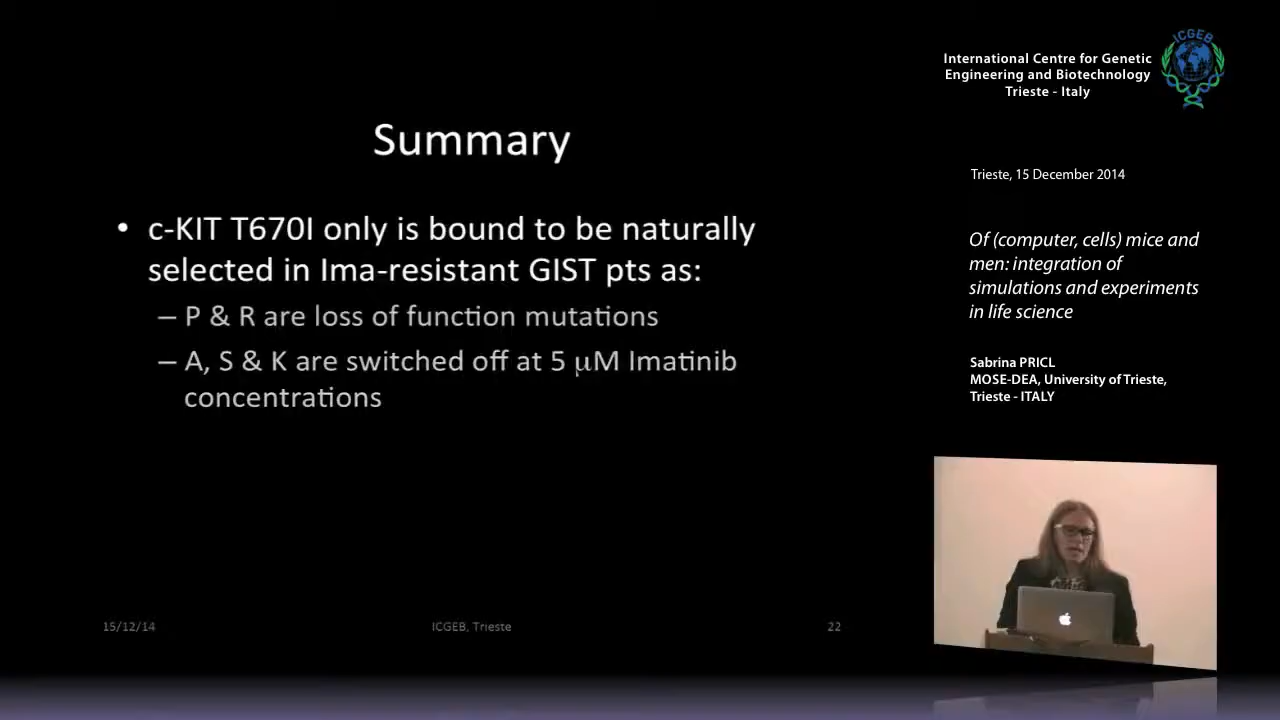 Summary
• c-KIT T670I only is bound to be naturally
selected in Ima-resistant GIST pts as:
– P & R are loss of function mutations
– A, S & K are switched off at 5 μM Imatinib
concentrations
15/12/14
ICGEB, Trieste
22
International Centre for Genetic
Engineering and Biotechnology
Trieste - Italy
ICGEB
Trieste, 15 December 2014
Of (computer, cells) mice and
men: integration of
simulations and experiments
in life science
Sabrina PRICL
MOSE-DEA, University of Trieste,
Trieste - ITALY